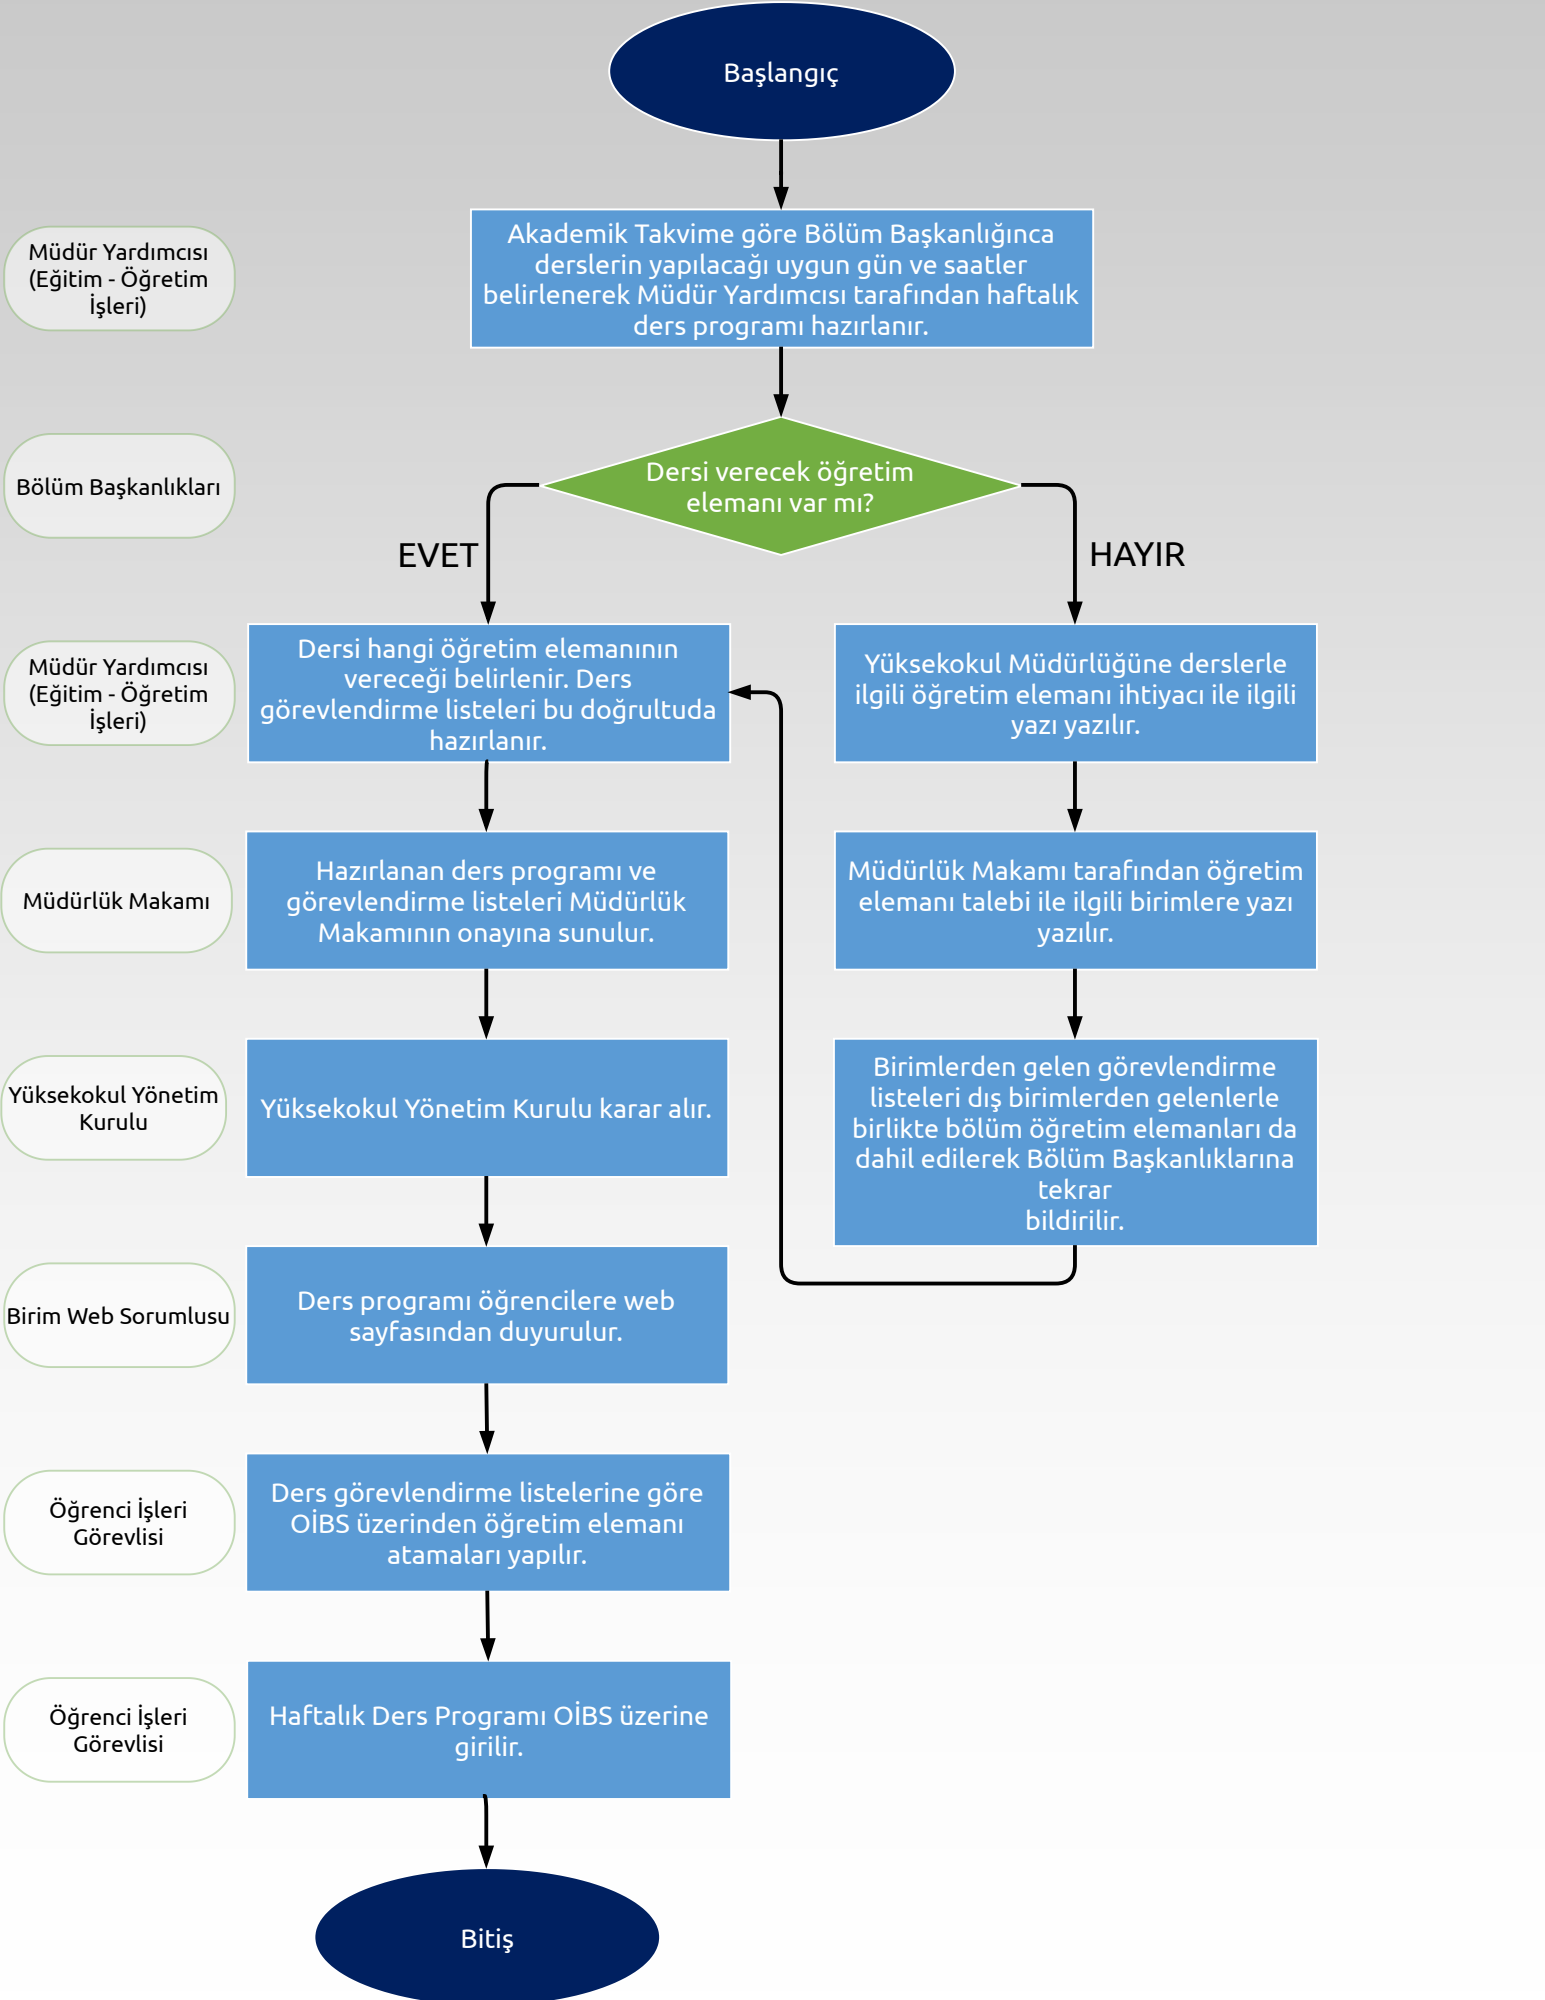 Başlangıç
Müdür Yardımcısı
(Eğitim - Öğretim
İşleri)
Akademik Takvime göre Bölüm Başkanlığınca
derslerin yapılacağı uygun gün ve saatler
belirlenerek Müdür Yardımcısı tarafından haftalık
ders programı hazırlanır.
Bölüm Başkanlıkları
Dersi verecek öğretim
elemanı var mı?
EVET
HAYIR
Müdür Yardımcısı
(Eğitim - Öğretim
İşleri)
Dersi hangi öğretim elemanının
vereceği belirlenir. Ders
görevlendirme listeleri bu doğrultuda
hazırlanır.
Yüksekokul Müdürlüğüne derslerle
ilgili öğretim elemanı ihtiyacı ile ilgili
yazı yazılır.
Müdürlük Makamı
Hazırlanan ders programı ve
görevlendirme listeleri Müdürlük
Makamının onayına sunulur.
Müdürlük Makamı tarafından öğretim
elemanı talebi ile ilgili birimlere yazı
yazılır.
Yüksekokul Yönetim
Kurulu
Yüksekokul Yönetim Kurulu karar alır.
Birimlerden gelen görevlendirme
listeleri dış birimlerden gelenlerle
birlikte bölüm öğretim elemanları da
dahil edilerek Bölüm Başkanlıklarına
tekrar
bildirilir.
Birim Web Sorumlusu
Ders programı öğrencilere web
sayfasından duyurulur.
Öğrenci İşleri
Görevlisi
Ders görevlendirme listelerine göre
OİBS üzerinden öğretim elemanı
atamaları yapılır.
Öğrenci İşleri
Görevlisi
Haftalık Ders Programı OİBS üzerine
girilir.
Bitiş